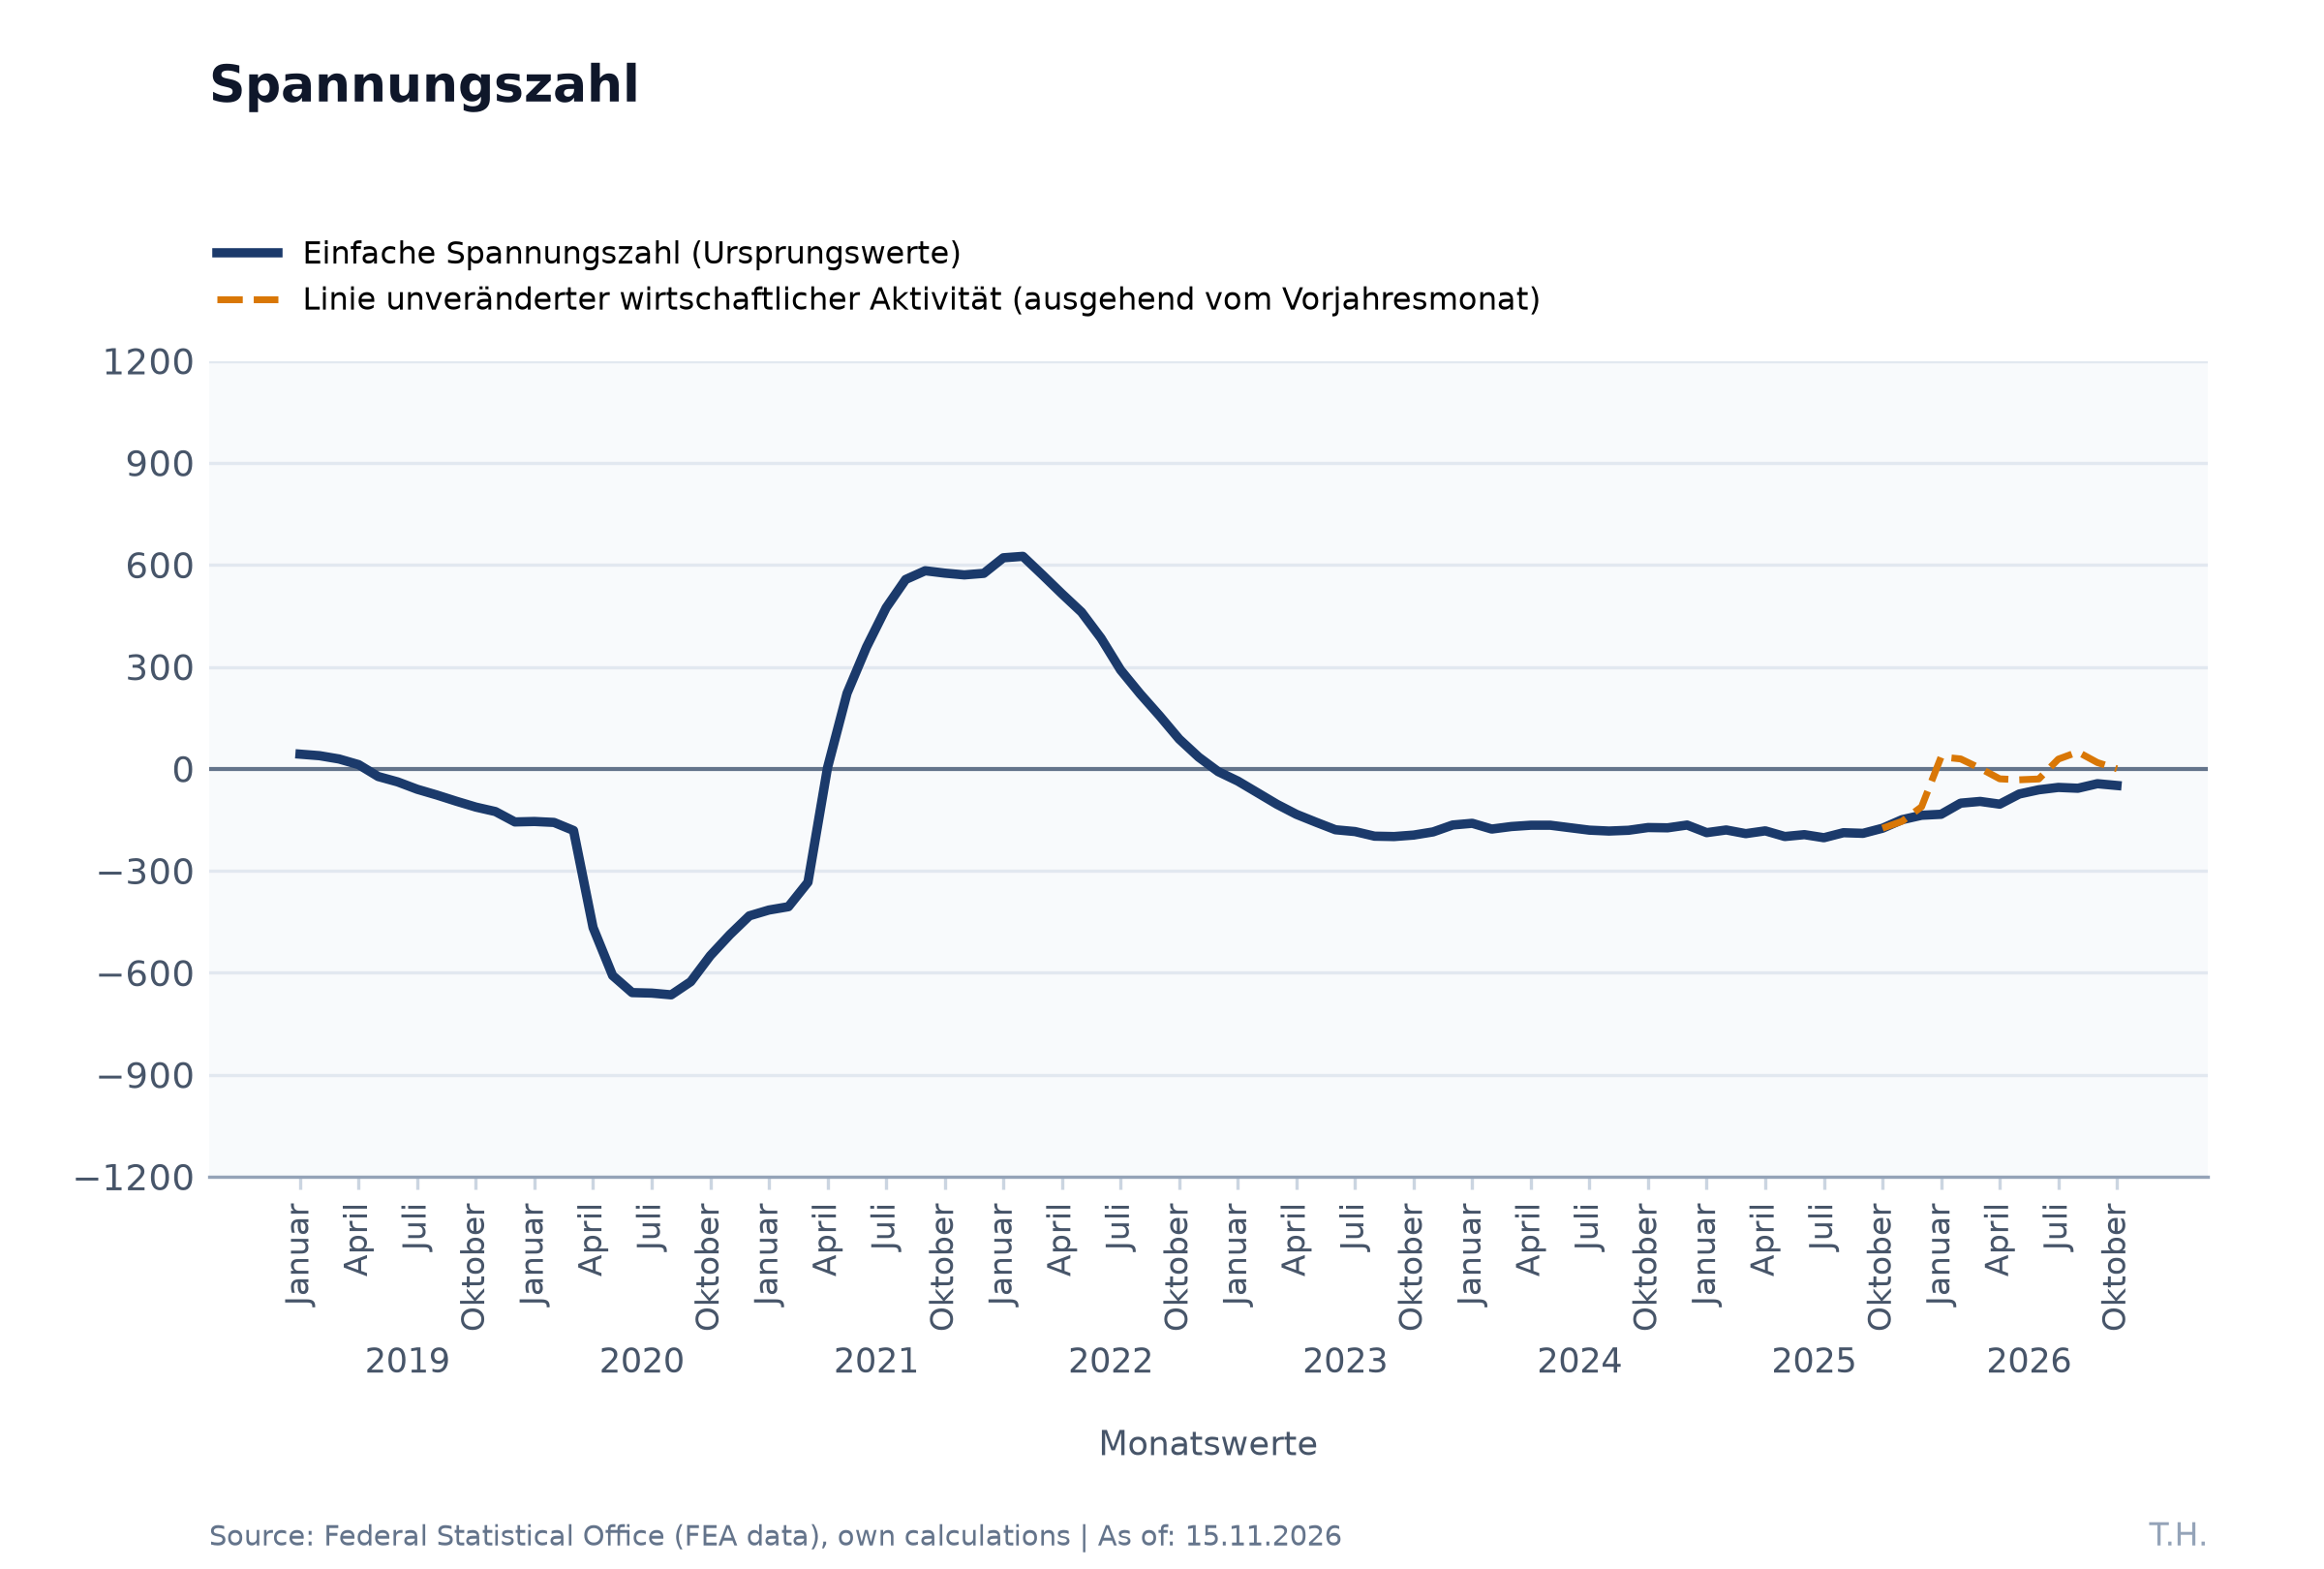 Spannungszahl
Einfache Spannungszahl (Ursprungswerte)
Linie unveränderter wirtschaftlicher Aktivität (ausgehend vom Vorjahresmonat)
1200
900
600
300
0
−300
−600
−900
−1200
Januar April Juli Oktober Januar April Juli Oktober Januar April Juli Oktober Januar April Juli Oktober Januar April Juli Oktober Januar April Juli Oktober Januar April Juli Oktober Januar April Juli Oktober
2019 2020 2021 2022 2023 2024 2025 2026
Monatswerte
Source: Federal Statistical Office (FEA data), own calculations | As of: 15.11.2026
T.H.